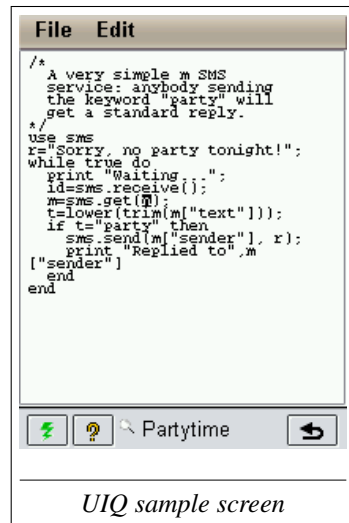 File Edit
/*
A very simple m SMS
service: anybody sending
the keyword "party" will
get a standard reply.
*/
use sms
r="Sorry, no party tonight!";
while true do
print "Waiting...";
id=sms.receive();
m=sms.get();
t=lower(trim(m["text"]));
if t="party" then
sms.send(m["sender"], r);
print "Replied to",m
["sender"]
end
end
Partytime
UIQ sample screen